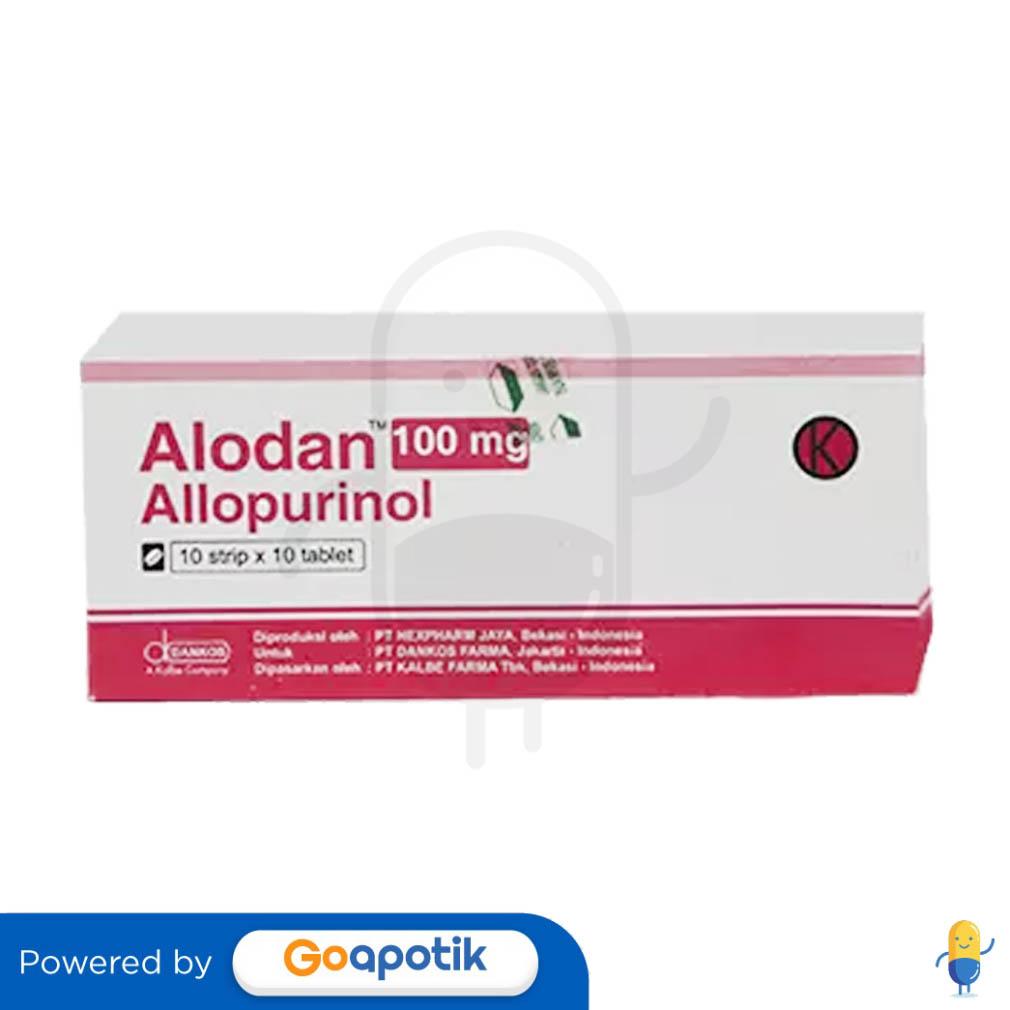 Alodan™ 100 mg
Allopurinol
10 strip x 10 tablet
K
DANKOS
A Kalbe Company
Diproduksi oleh : PT HEXPHARM JAYA, Bekasi - Indonesia
Untuk : PT DANKOS FARMA, Jakarta - Indonesia
Dipasarkan oleh : PT KALBE FARMA Tbk, Bekasi - Indonesia
Powered by Goapotik